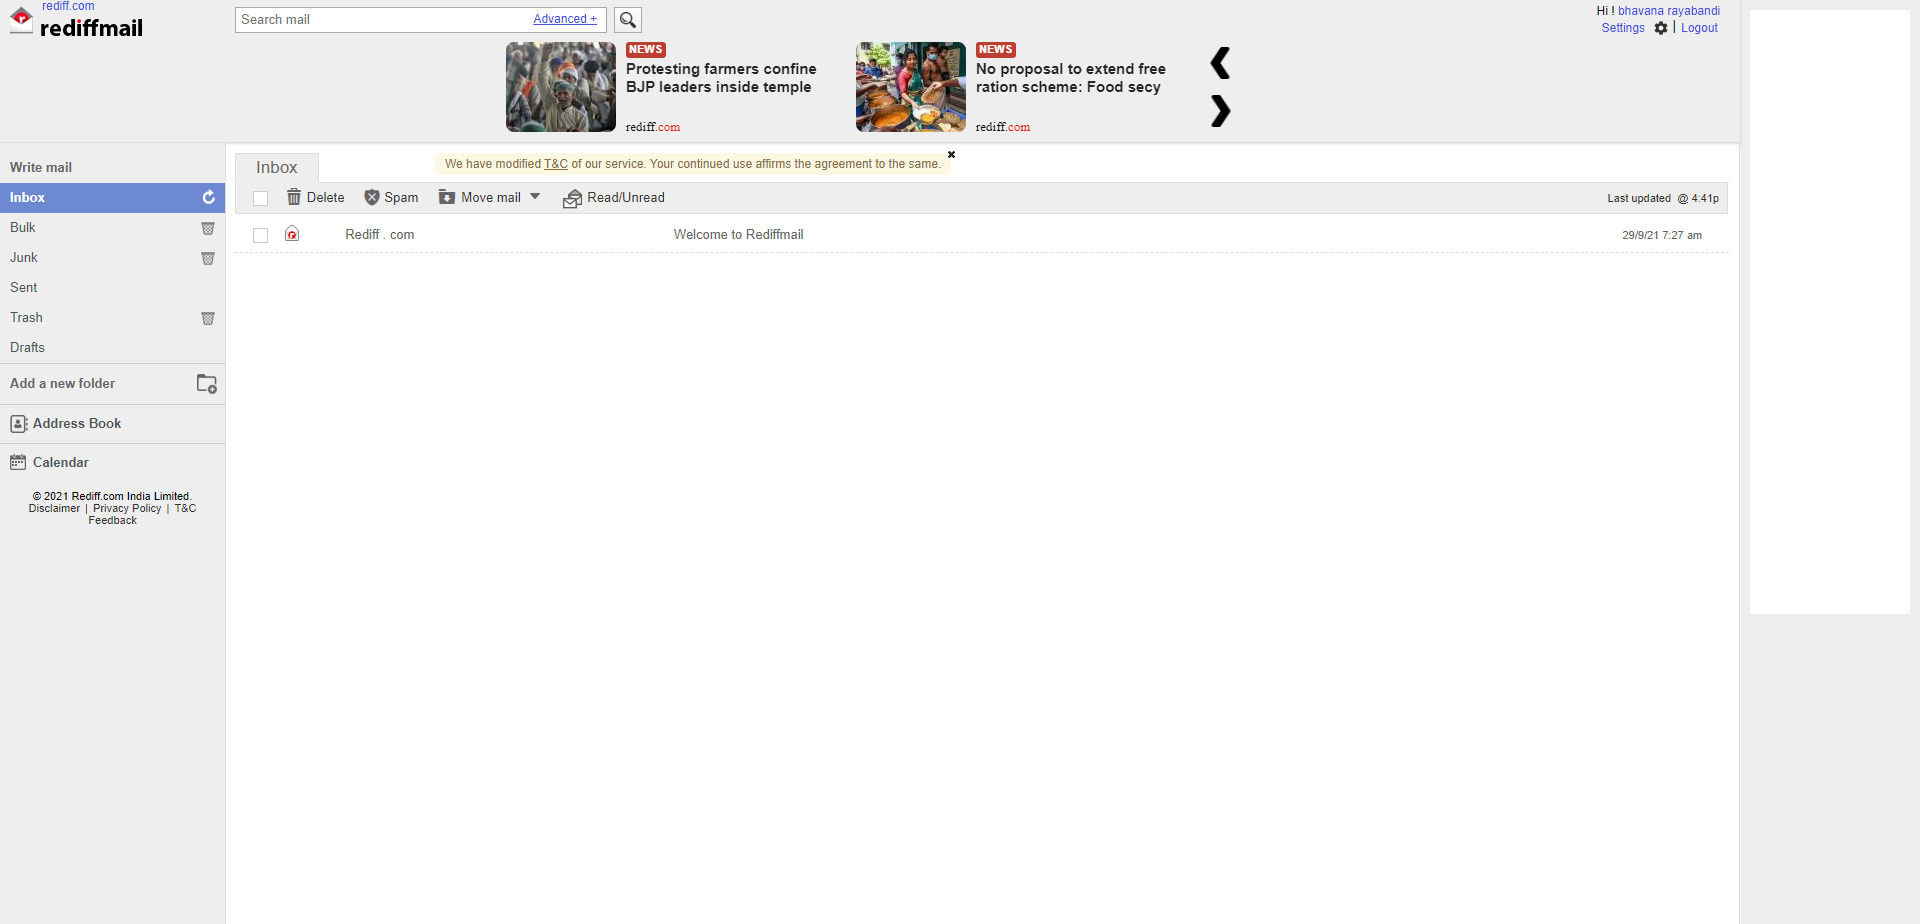 rediff.com
rediffmail
Search mail
Advanced +
Hi ! bhavana rayabandi
Settings | Logout
NEWS
Protesting farmers confine
BJP leaders inside temple
rediff.com
NEWS
No proposal to extend free
ration scheme: Food secy
rediff.com
Write mail
Inbox
Bulk
Junk
Sent
Trash
Drafts
Add a new folder
Address Book
Calendar
© 2021 Rediff.com India Limited.
Disclaimer | Privacy Policy | T&C
Feedback
Inbox
We have modified T&C of our service. Your continued use affirms the agreement to the same.
Delete Spam Move mail Read/Unread
Last updated @ 4:41p
Rediff . com Welcome to Rediffmail 29/9/21 7:27 am